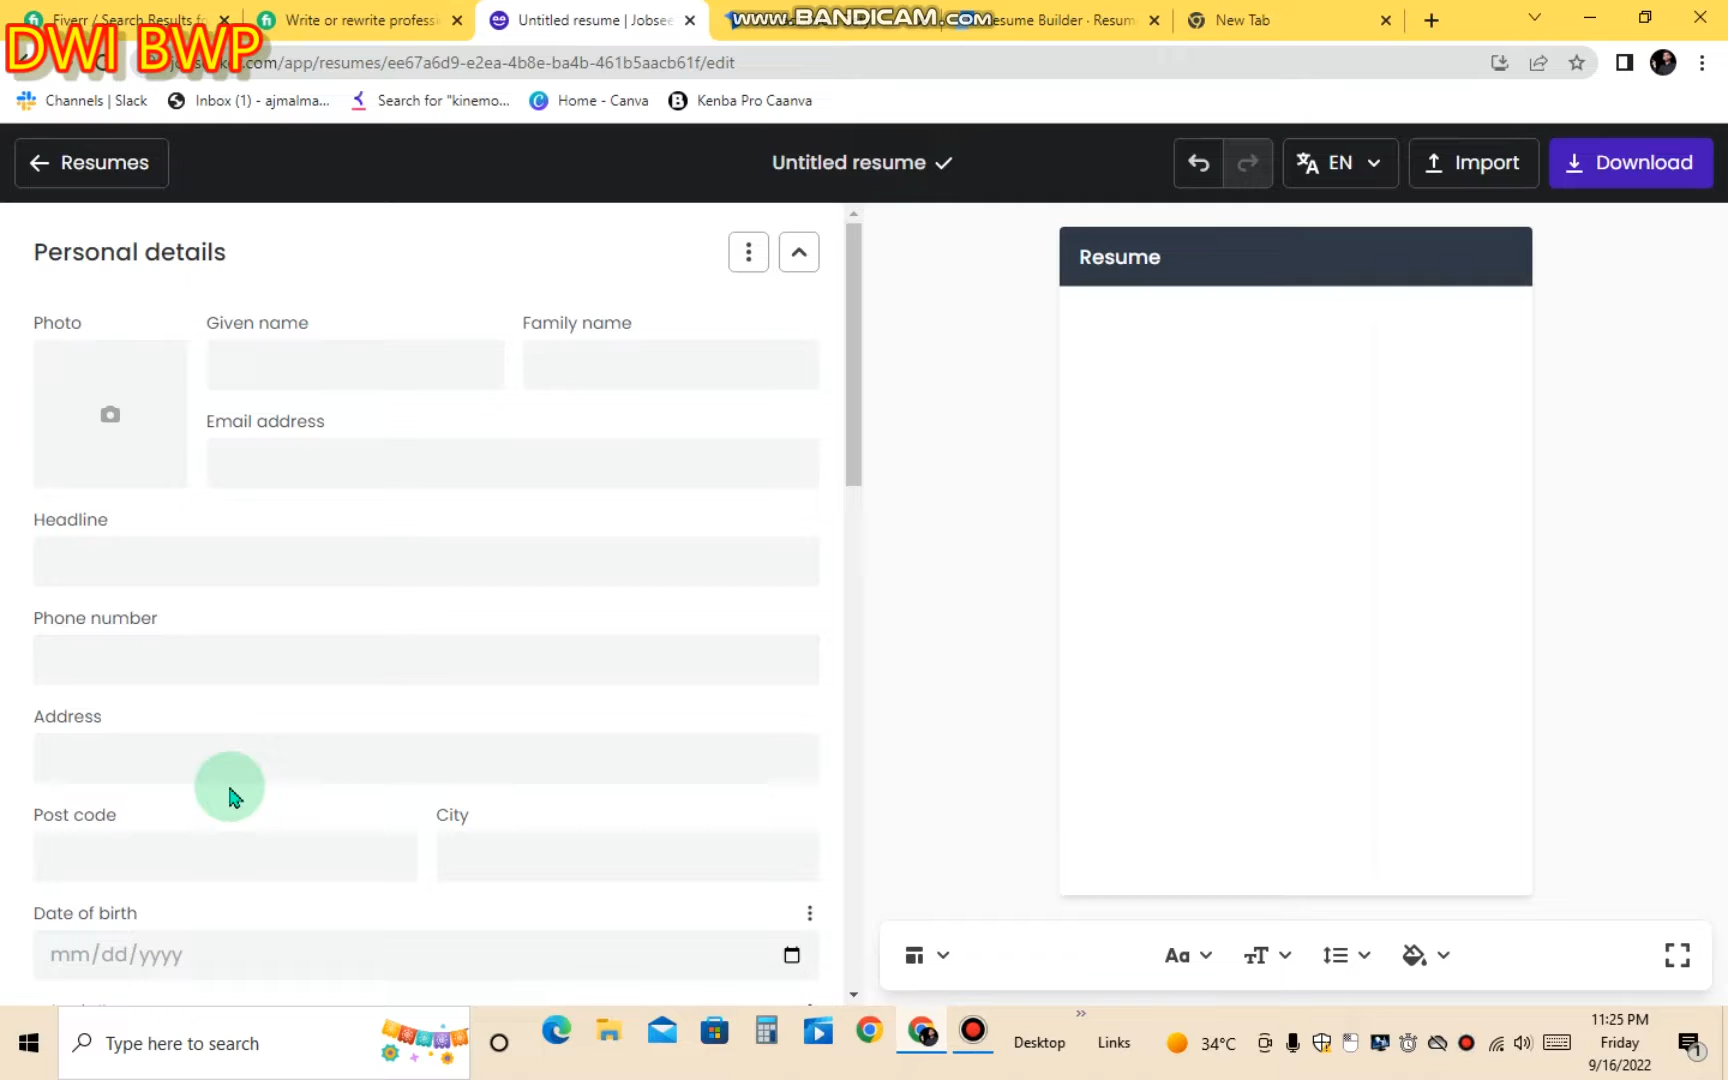 Fiverr / Search Results fo
Write or rewrite professi
Untitled resume | Jobsee
www.BANDICAM.com
esume Builder · Resum
New Tab
DWI BWP
.com/app/resumes/ee67a6d9-e2ea-4b8e-ba4b-461b5aacb61f/edit
Channels | Slack
Inbox (1) - ajmalma...
Search for "kinemo...
Home - Canva
Kenba Pro Caanva
Resumes
Untitled resume
EN
Import
Download
Personal details
Photo
Given name
Family name
Email address
Headline
Phone number
Address
Post code
City
Date of birth
mm/dd/yyyy
Resume
Aa
TT
Type here to search
Desktop
Links
34°C
11:25 PM
Friday
9/16/2022
1